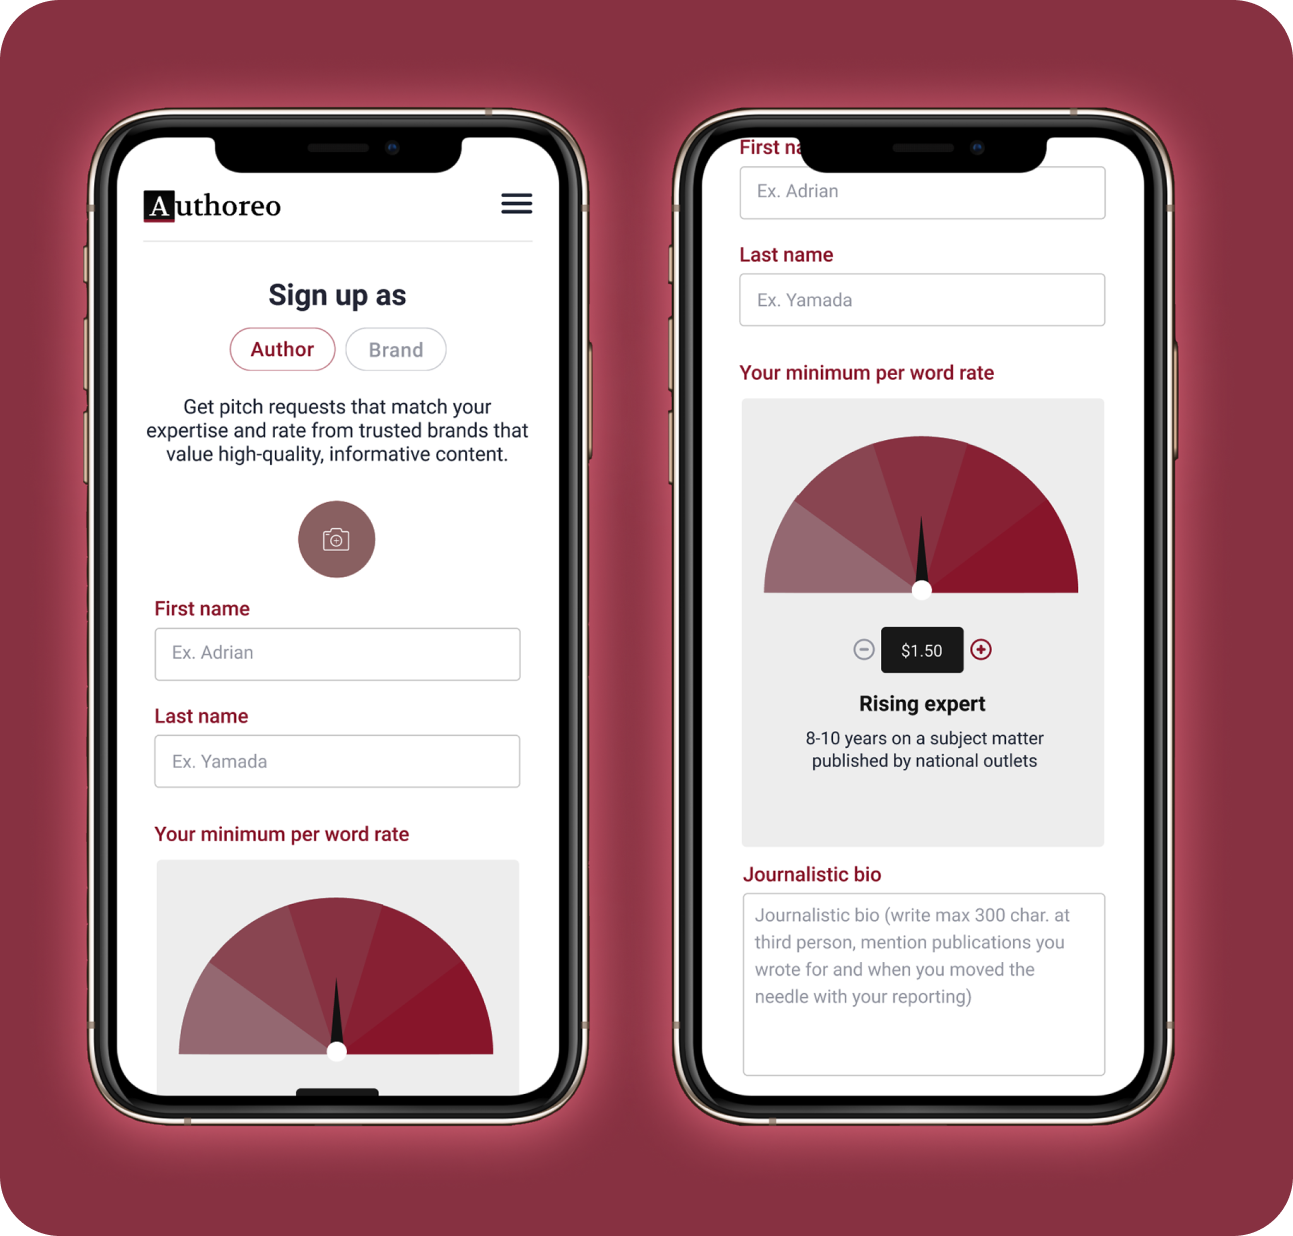 Authoreo
Sign up as
Author
Brand
Get pitch requests that match your
expertise and rate from trusted brands that
value high-quality, informative content.
First name
Ex. Adrian
Last name
Ex. Yamada
Your minimum per word rate
First na
Ex. Adrian
Last name
Ex. Yamada
Your minimum per word rate
$1.50
Rising expert
8-10 years on a subject matter
published by national outlets
Journalistic bio
Journalistic bio (write max 300 char. at
third person, mention publications you
wrote for and when you moved the
needle with your reporting)